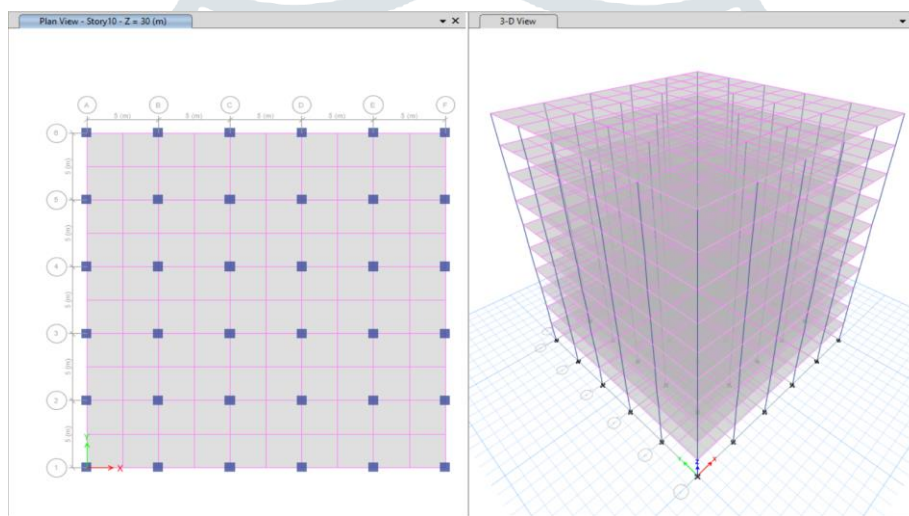 Plan View - Story10 - Z = 30 (m)
3-D View
A B C D E F
5 (m) 5 (m) 5 (m) 5 (m) 5 (m)
6
5 (m)
5
5 (m)
4
5 (m)
3
5 (m)
2
5 (m)
1
Y
X
Y Z X